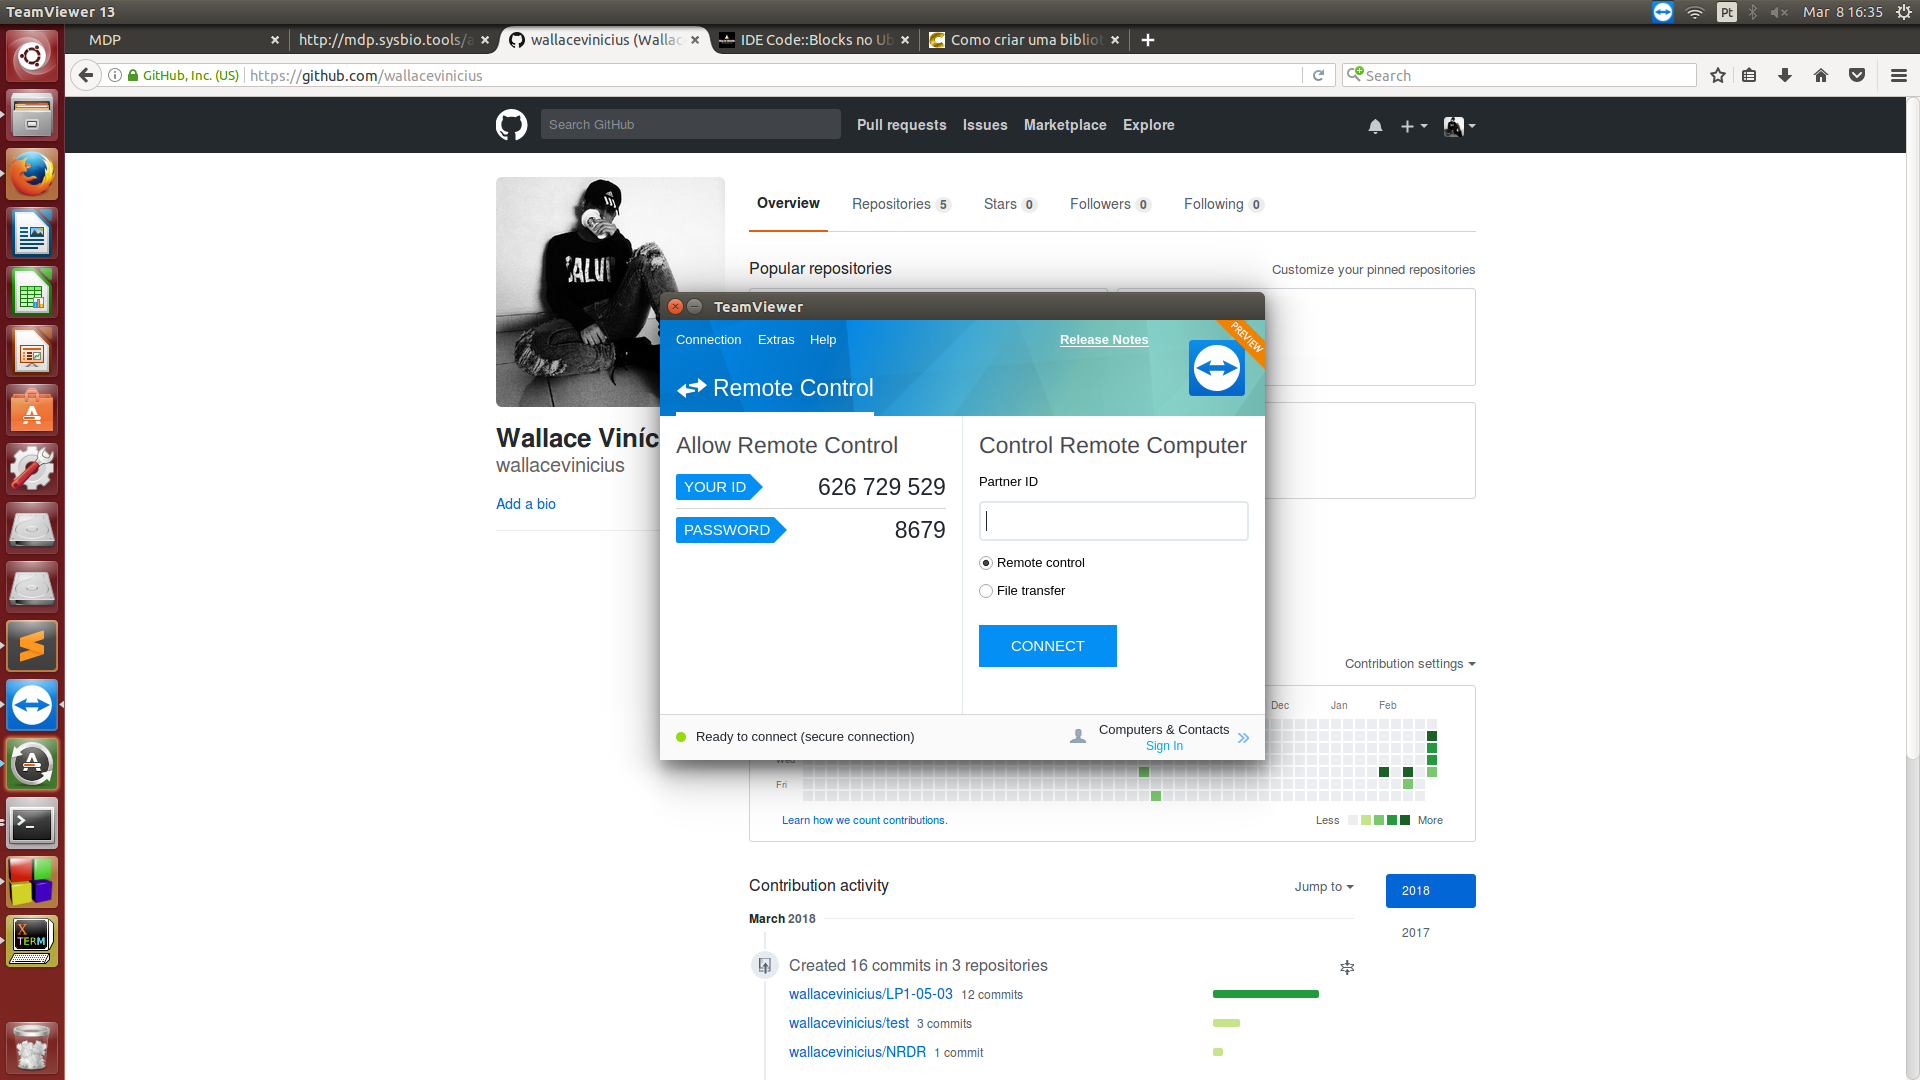 TeamViewer 13
Pt
Mar 8 16:35
MDP
http://mdp.sysbio.tools/a
wallacevinicius (Wallac
IDE Code::Blocks no Ub
Como criar uma bibliot
GitHub, Inc. (US)
https://github.com/wallacevinicius
Search
Search GitHub
Pull requests
Issues
Marketplace
Explore
Overview
Repositories 5
Stars 0
Followers 0
Following 0
Popular repositories
Customize your pinned repositories
Wallace Viníc
wallacevinicius
Add a bio
TeamViewer
Connection
Extras
Help
Release Notes
PREVIEW
Remote Control
Allow Remote Control
YOUR ID
626 729 529
PASSWORD
8679
Control Remote Computer
Partner ID
Remote control
File transfer
CONNECT
Ready to connect (secure connection)
Computers & Contacts
Sign In
Contribution settings
Dec
Jan
Feb
Wed
Fri
Learn how we count contributions.
Less
More
Contribution activity
Jump to
2018
2017
March 2018
Created 16 commits in 3 repositories
wallacevinicius/LP1-05-03 12 commits
wallacevinicius/test 3 commits
wallacevinicius/NRDR 1 commit
X
TERM